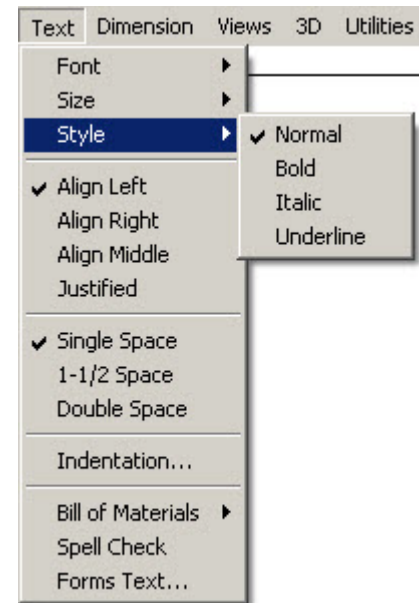 Text Dimension Views 3D Utilities
Font
Size
Style
Normal
Bold
Italic
Underline
Align Left
Align Right
Align Middle
Justified
Single Space
1-1/2 Space
Double Space
Indentation...
Bill of Materials
Spell Check
Forms Text...